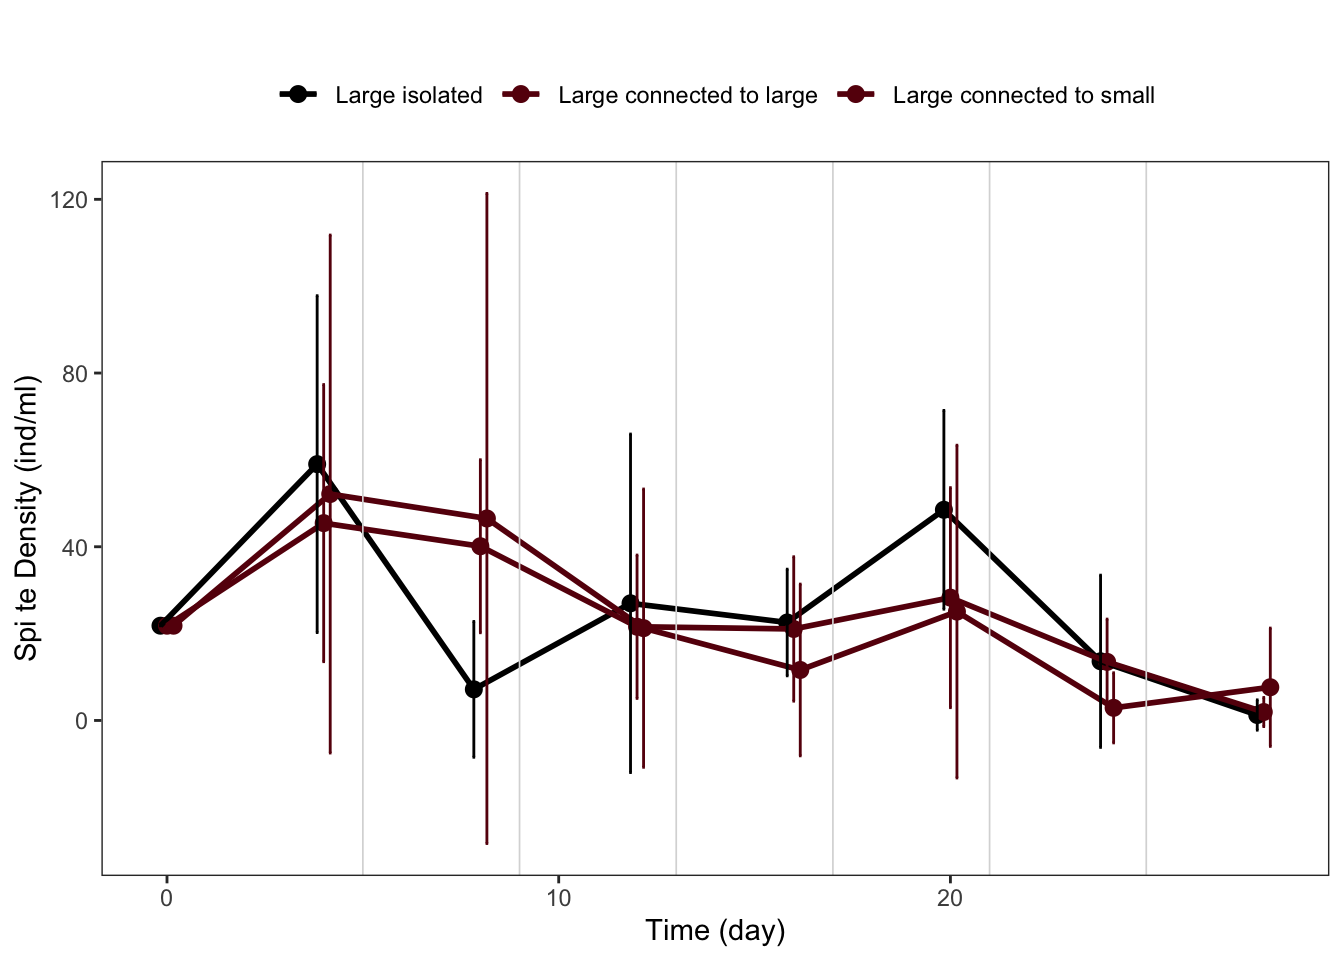 Large isolated Large connected to large Large connected to small
120
80
40
0
Spi te Density (ind/ml)
0 10 20
Time (day)